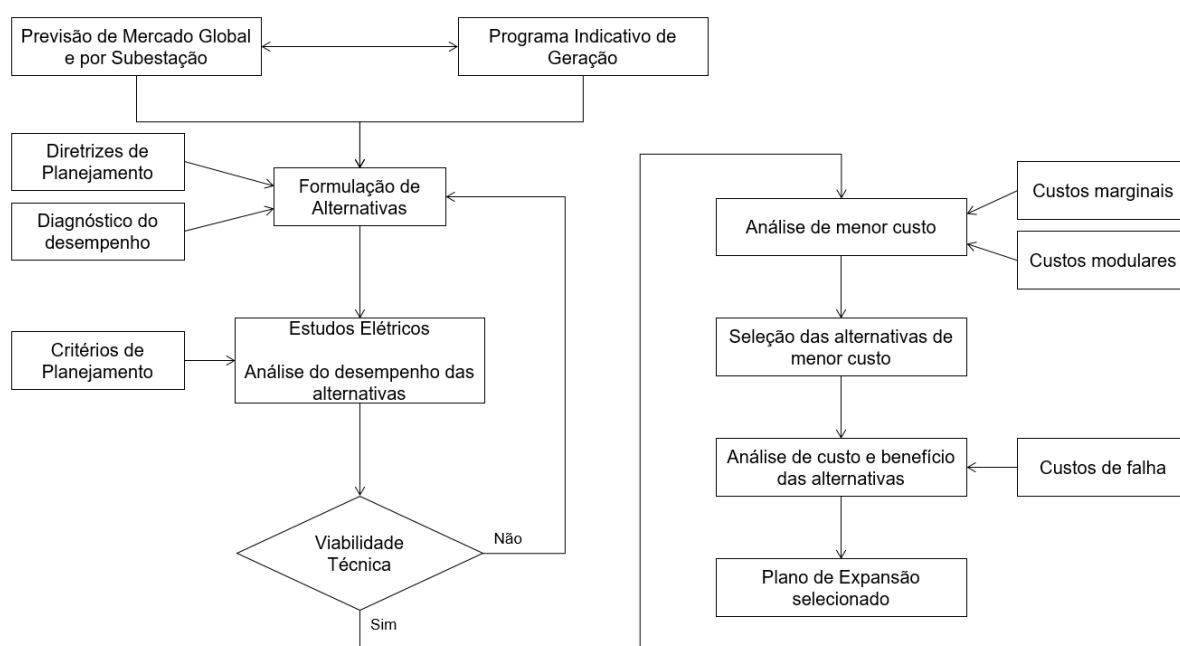 Previsão de Mercado Global
e por Subestação
Programa Indicativo de
Geração
Diretrizes de
Planejamento
Formulação de
Alternativas
Diagnóstico do
desempenho
Estudos Elétricos
Análise do desempenho das
alternativas
Critérios de
Planejamento
Viabilidade
Técnica
Não
Sim
Análise de menor custo
Custos marginais
Custos modulares
Seleção das alternativas de
menor custo
Análise de custo e benefício
das alternativas
Custos de falha
Plano de Expansão
selecionado